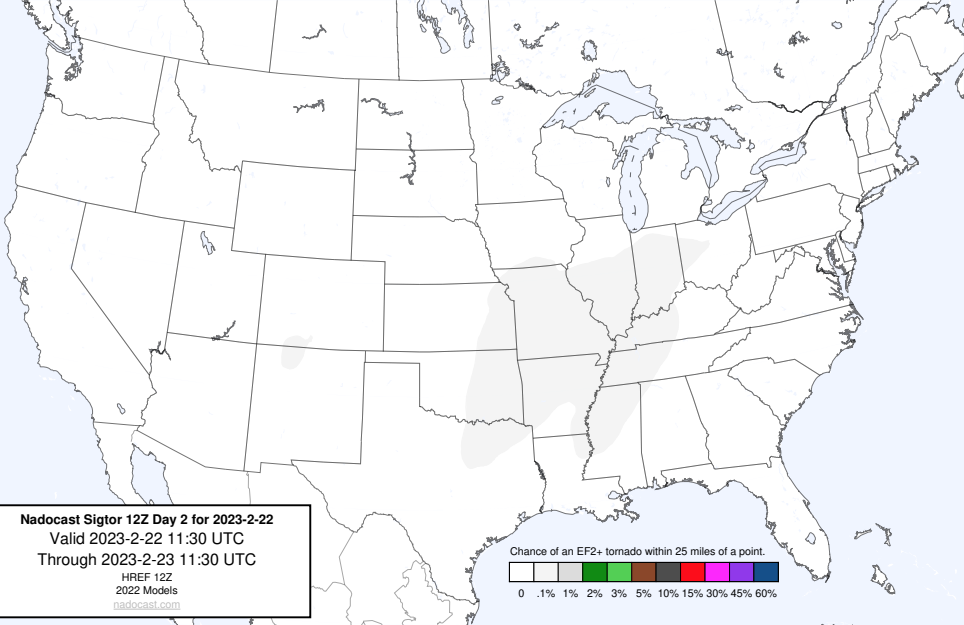 Nadocast Sigtor 12Z Day 2 for 2023-2-22
Valid 2023-2-22 11:30 UTC
Through 2023-2-23 11:30 UTC
HREF 12Z
2022 Models
nadocast.com
Chance of an EF2+ tornado within 25 miles of a point.
0 .1% 1% 2% 3% 5% 10% 15% 30% 45% 60%